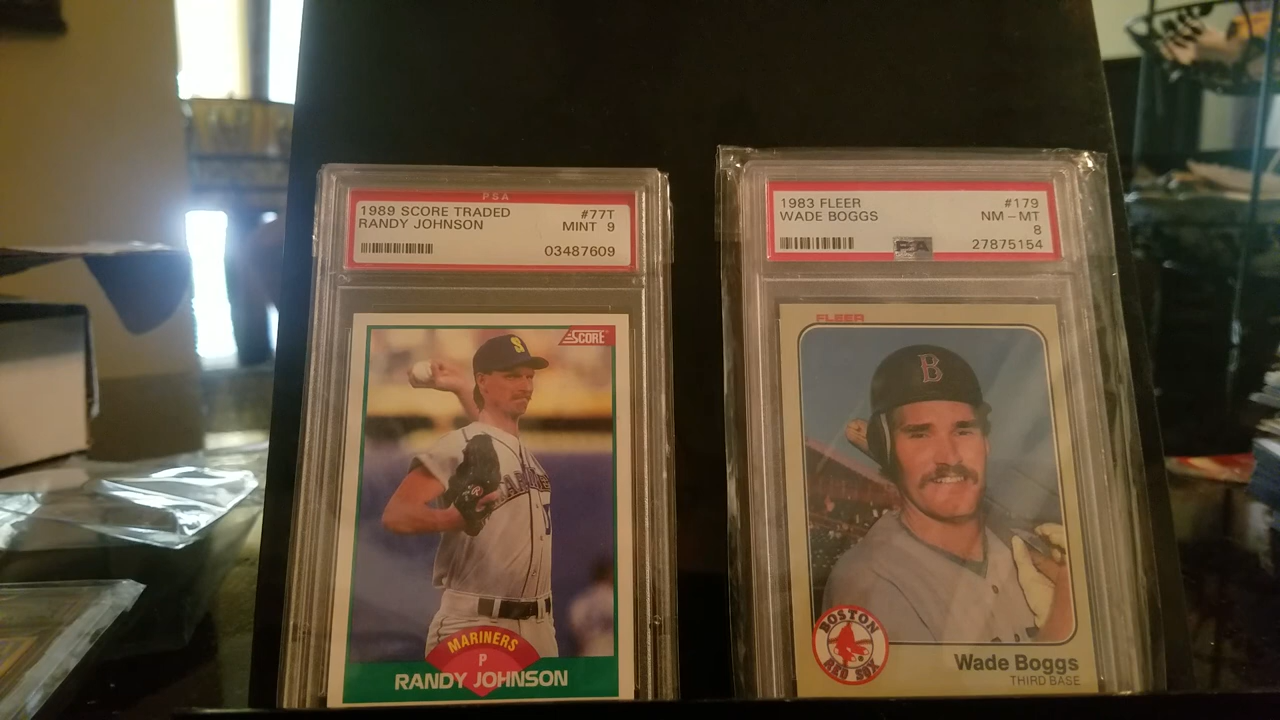 PSA
1989 SCORE TRADED #77T
RANDY JOHNSON MINT 9
03487609
SCORE
S
MARINERS
P
RANDY JOHNSON
1983 FLEER #179
WADE BOGGS NM - MT
8
PSA 27875154
FLEER
B
BOSTON
RED SOX
Wade Boggs
THIRD BASE